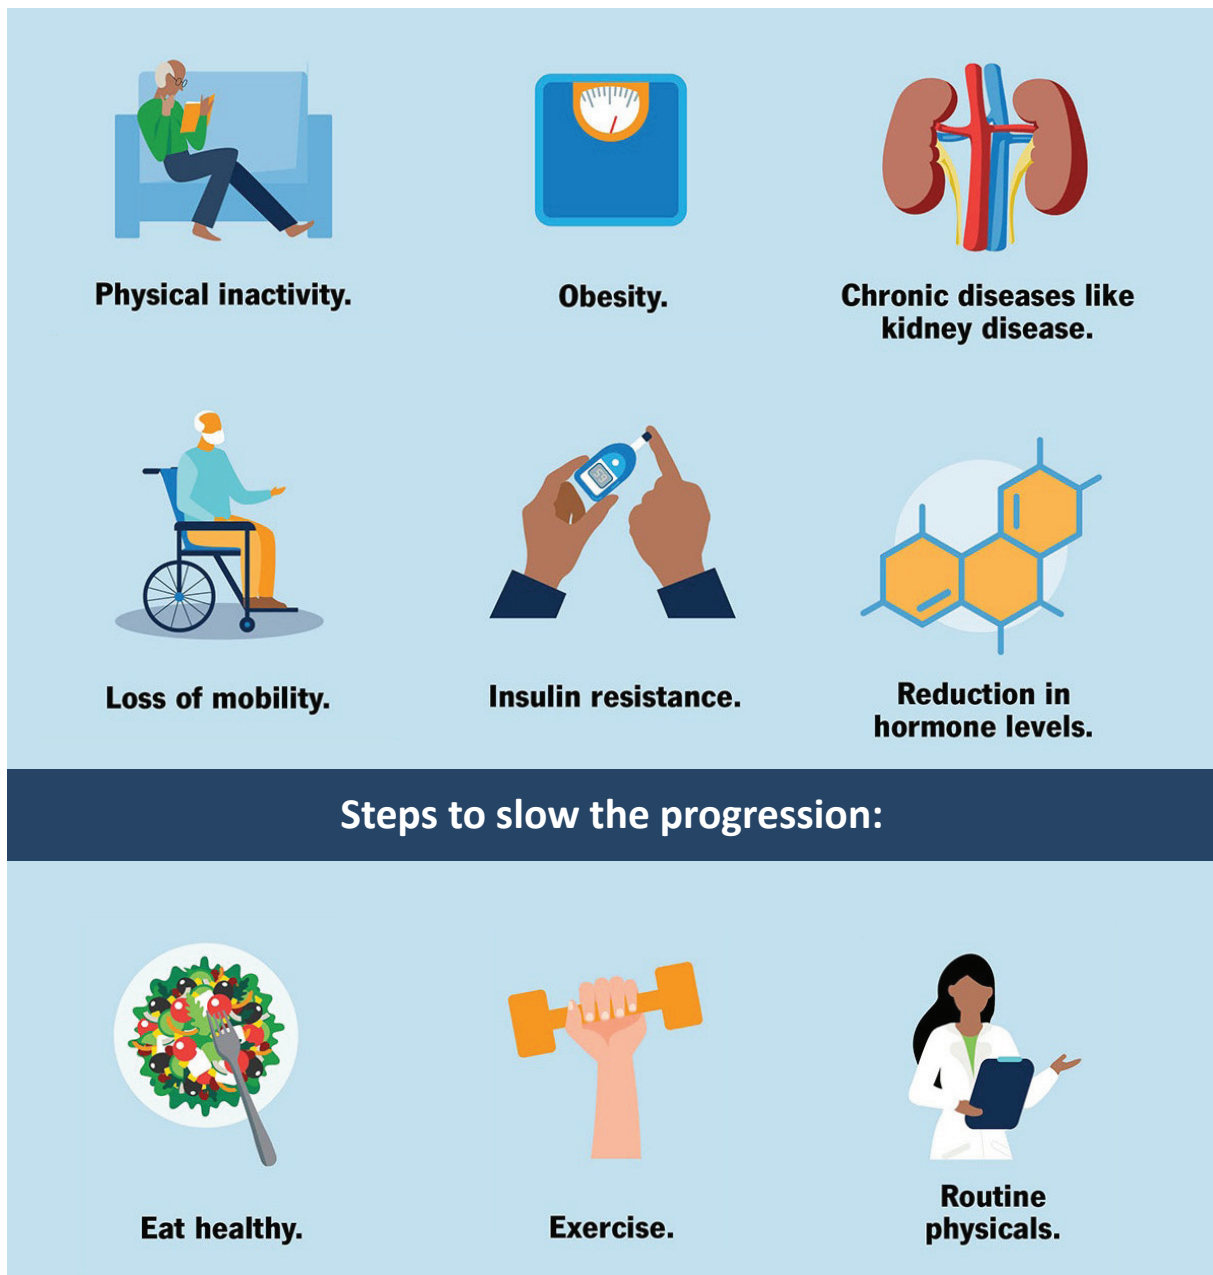 Physical inactivity.
Obesity.
Chronic diseases like
kidney disease.
Loss of mobility.
Insulin resistance.
Reduction in
hormone levels.
Steps to slow the progression:
Eat healthy.
Exercise.
Routine
physicals.